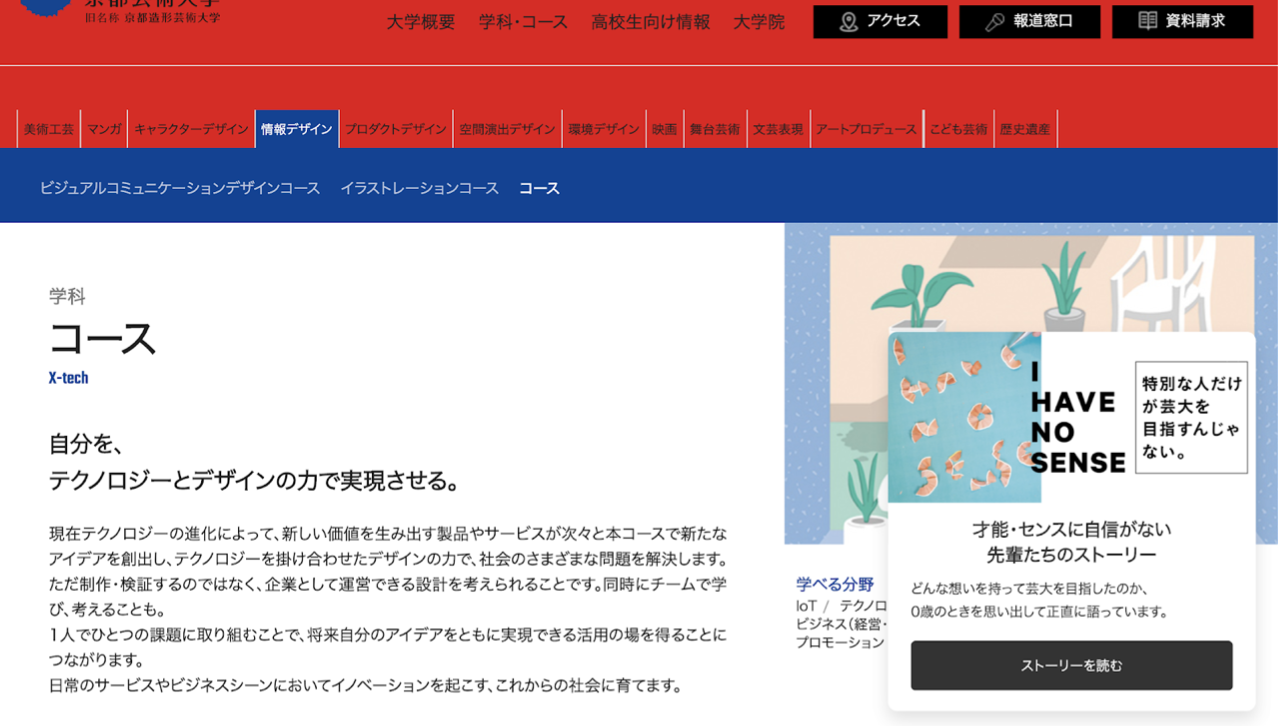 京都芸術大学
旧名称 京都造形芸術大学
大学概要 学科・コース 高校生向け情報 大学院 アクセス 報道窓口 資料請求
美術工芸 マンガ キャラクターデザイン 情報デザイン プロダクトデザイン 空間演出デザイン 環境デザイン 映画 舞台芸術 文芸表現 アートプロデュース こども芸術 歴史遺産
ビジュアルコミュニケーションデザインコース イラストレーションコース コース
学科
コース
X-tech
自分を、
テクノロジーとデザインの力で実現させる。
現在テクノロジーの進化によって、新しい価値を生み出す製品やサービスが次々と本コースで新たな
アイデアを創出し、テクノロジーを掛け合わせたデザインの力で、社会のさまざまな問題を解決します。
ただ制作・検証するのではなく、企業として運営できる設計を考えられることです。同時にチームで学
び、考えることも。
1人でひとつの課題に取り組むことで、将来自分のアイデアをともに実現できる活用の場を得ることに
つながります。
日常のサービスやビジネスシーンにおいてイノベーションを起こす、これからの社会に育てます。
学べる分野
IoT / テクノロ
ビジネス(経営・
プロモーション
SENSE
I
HAVE
NO
SENSE
特別な人だけ
が芸大を
目指すんじゃ
ない。
才能・センスに自信がない
先輩たちのストーリー
どんな想いを持って芸大を目指したのか、
0歳のときを思い出して正直に語っています。
ストーリーを読む